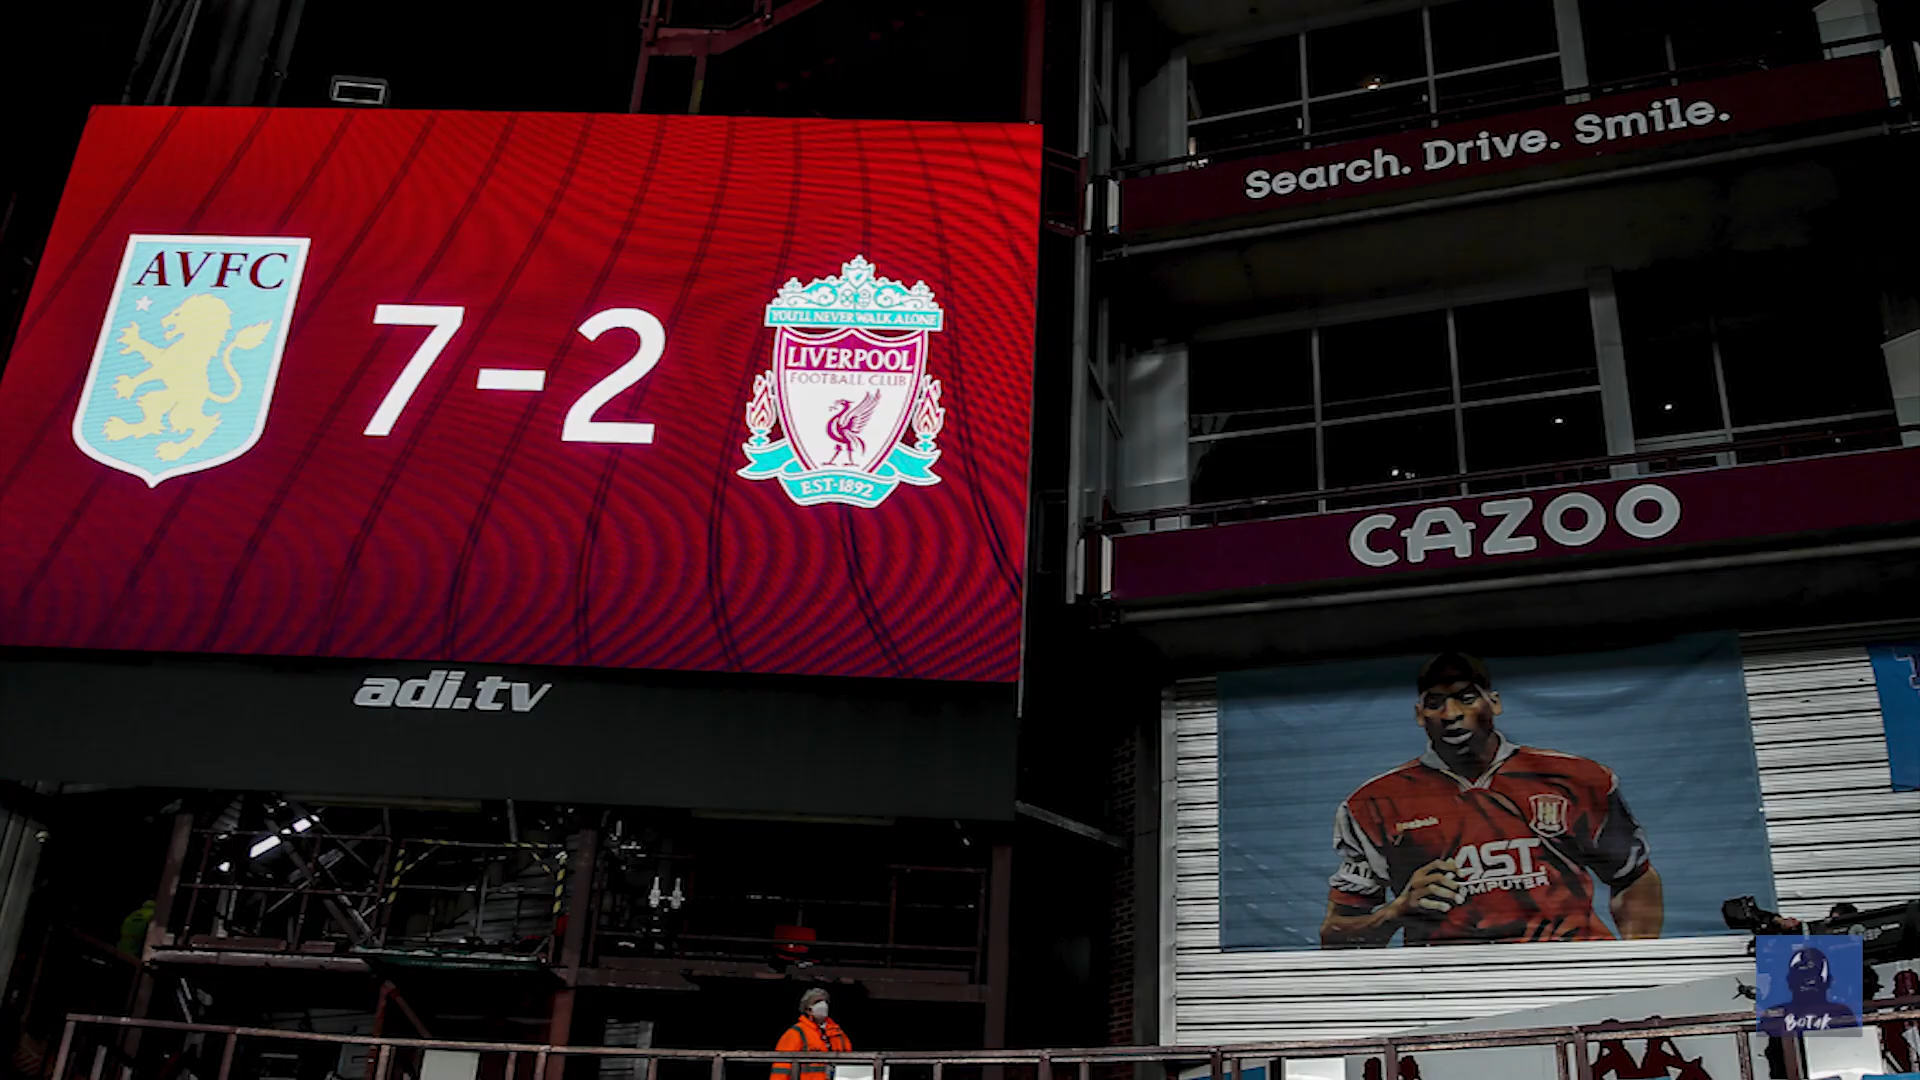 AVFC
7-2
YOU'LL NEVER WALK ALONE
LIVERPOOL
FOOTBALL CLUB
EST·1892
adi.tv
Search. Drive. Smile.
CAZOO
Reebok
AST
COMPUTER
BOTAK